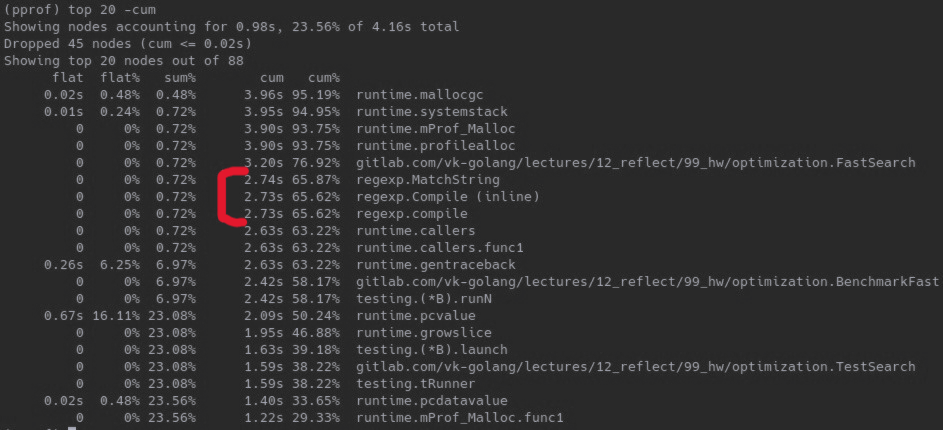 (pprof) top 20 -cum
Showing nodes accounting for 0.98s, 23.56% of 4.16s total
Dropped 45 nodes (cum <= 0.02s)
Showing top 20 nodes out of 88
flat flat% sum% cum cum%
0.02s 0.48% 0.48% 3.96s 95.19% runtime.mallocgc
0.01s 0.24% 0.72% 3.95s 94.95% runtime.systemstack
0 0% 0.72% 3.90s 93.75% runtime.mProf_Malloc
0 0% 0.72% 3.90s 93.75% runtime.profilealloc
0 0% 0.72% 3.20s 76.92% gitlab.com/vk-golang/lectures/12_reflect/99_hw/optimization.FastSearch
0 0% 0.72% 2.74s 65.87% regexp.MatchString
0 0% 0.72% 2.73s 65.62% regexp.Compile (inline)
0 0% 0.72% 2.73s 65.62% regexp.compile
0 0% 0.72% 2.63s 63.22% runtime.callers
0 0% 0.72% 2.63s 63.22% runtime.callers.func1
0.26s 6.25% 6.97% 2.63s 63.22% runtime.gentraceback
0 0% 6.97% 2.42s 58.17% gitlab.com/vk-golang/lectures/12_reflect/99_hw/optimization.BenchmarkFast
0 0% 6.97% 2.42s 58.17% testing.(*B).runN
0.67s 16.11% 23.08% 2.09s 50.24% runtime.pcvalue
0 0% 23.08% 1.95s 46.88% runtime.growslice
0 0% 23.08% 1.63s 39.18% testing.(*B).launch
0 0% 23.08% 1.59s 38.22% gitlab.com/vk-golang/lectures/12_reflect/99_hw/optimization.TestSearch
0 0% 23.08% 1.59s 38.22% testing.tRunner
0.02s 0.48% 23.56% 1.40s 33.65% runtime.pcdatavalue
0 0% 23.56% 1.22s 29.33% runtime.mProf_Malloc.func1